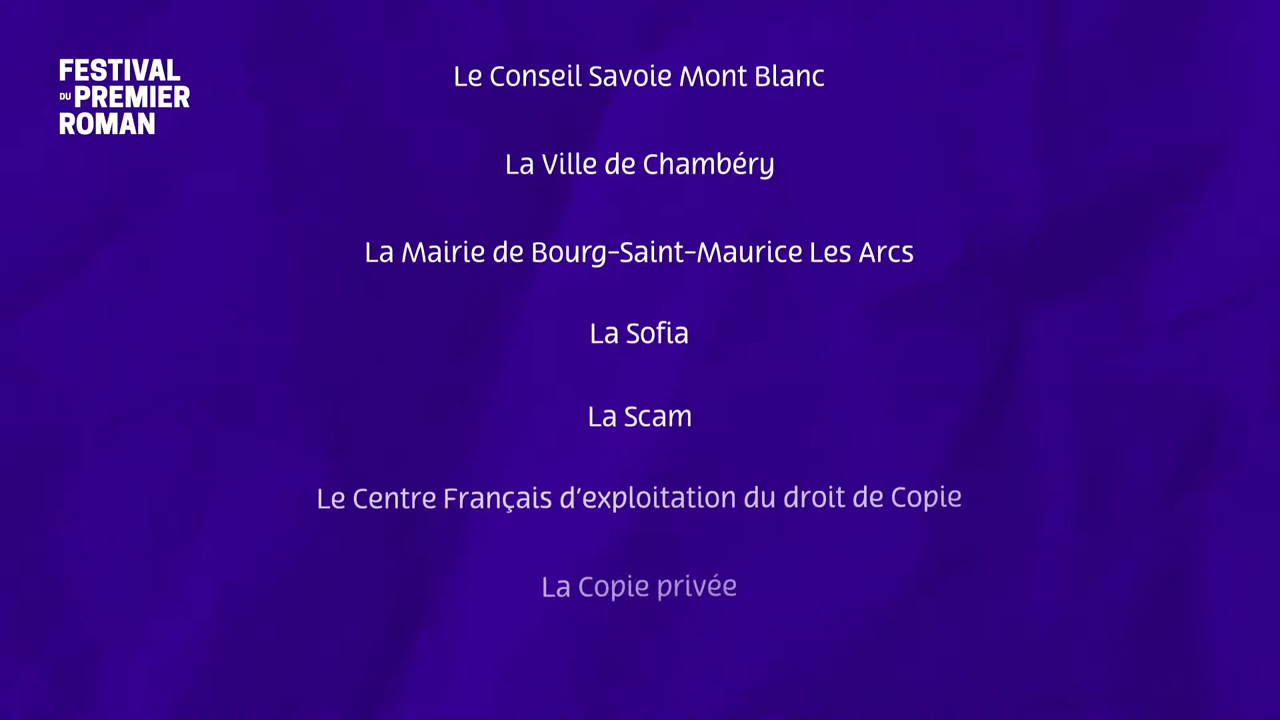 FESTIVAL
DU PREMIER
ROMAN
Le Conseil Savoie Mont Blanc
La Ville de Chambéry
La Mairie de Bourg-Saint-Maurice Les Arcs
La Sofia
La Scam
Le Centre Français d'exploitation du droit de Copie
La Copie privée